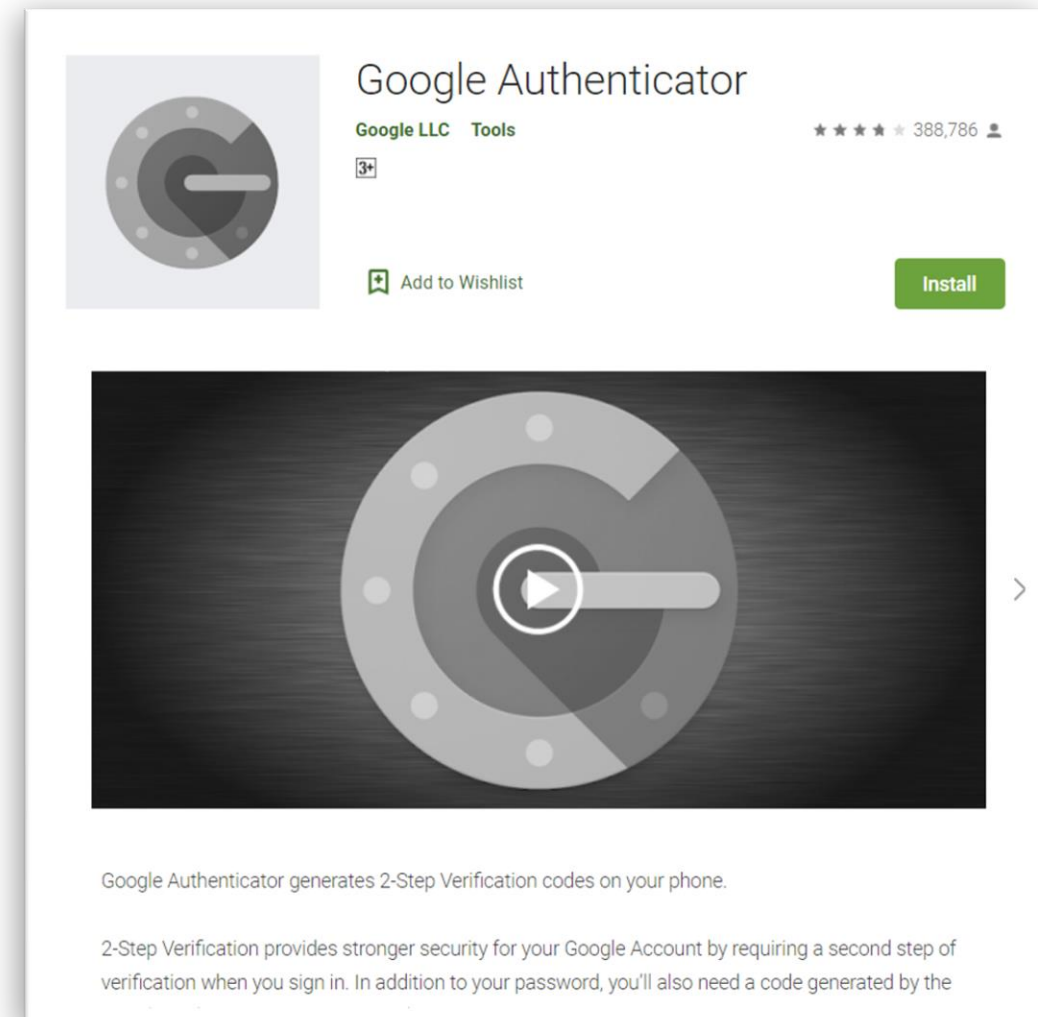 Google Authenticator
Google LLC Tools
388,786
3+
Add to Wishlist
Install
Google Authenticator generates 2-Step Verification codes on your phone.
2-Step Verification provides stronger security for your Google Account by requiring a second step of
verification when you sign in. In addition to your password, you'll also need a code generated by the